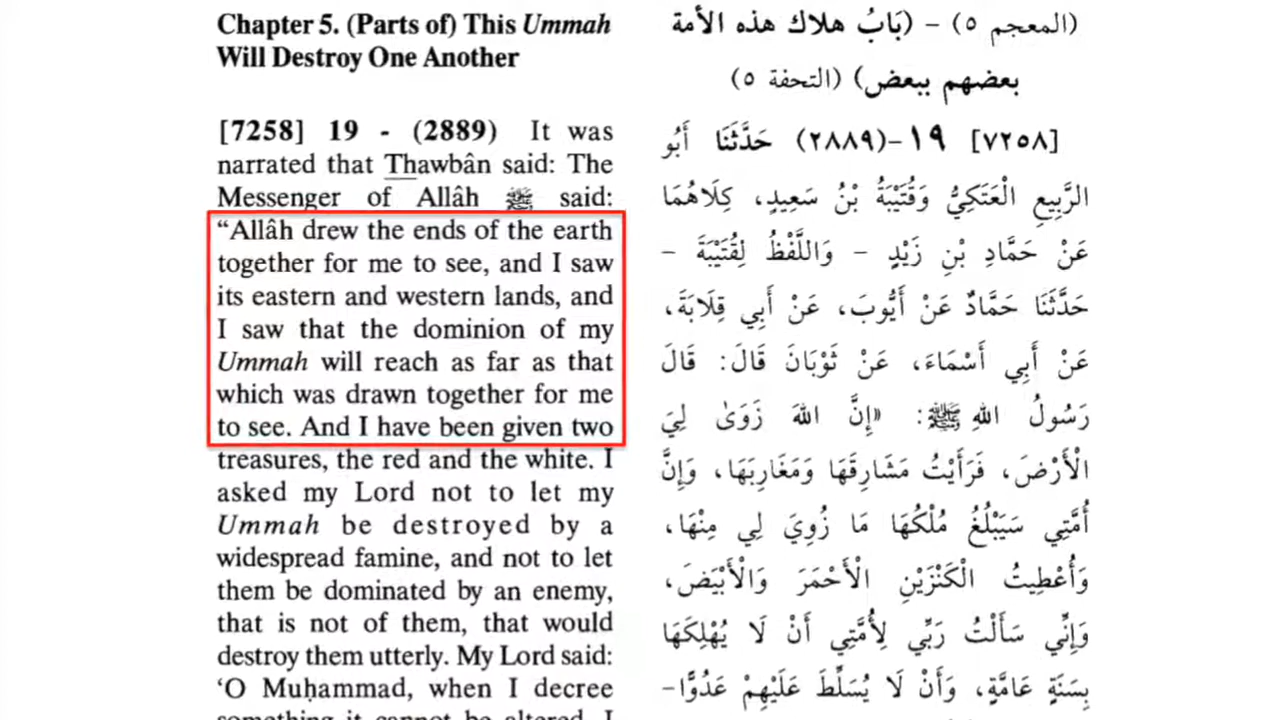 Chapter 5. (Parts of) This Ummah
Will Destroy One Another
[7258] 19 - (2889) It was
narrated that Thawbân said: The
Messenger of Allâh ﷺ said:
“Allâh drew the ends of the earth
together for me to see, and I saw
its eastern and western lands, and
I saw that the dominion of my
Ummah will reach as far as that
which was drawn together for me
to see. And I have been given two
treasures, the red and the white. I
asked my Lord not to let my
Ummah be destroyed by a
widespread famine, and not to let
them be dominated by an enemy,
that is not of them, that would
destroy them utterly. My Lord said:
‘O Muḥammad, when I decree
something it cannot be altered. I
(المعجم ٥) - (بَابُ هلاك هذه الأمة
بعضهم ببعض) (التحفة ٥)
[٧٢٥٨] ١٩-(٢٨٨٩) حَدَّثَنَا أَبُو
الرَّبِيعِ الْعَتَكِيُّ وَقُتَيْبَةُ بْنُ سَعِيدٍ، كِلَاهُمَا
عَنْ حَمَّادِ بْنِ زَيْدٍ - وَاللَّفْظُ لِقُتَيْبَةَ -
حَدَّثَنَا حَمَّادٌ عَنْ أَيُّوبَ، عَنْ أَبِي قِلَابَةَ،
عَنْ أَبِي أَسْمَاءَ، عَنْ ثَوْبَانَ قَالَ: قَالَ
رَسُولُ اللهِ ﷺ: «إِنَّ اللهَ زَوَىٰ لِيَ
الْأَرْضَ، فَرَأَيْتُ مَشَارِقَهَا وَمَغَارِبَهَا، وَإِنَّ
أُمَّتِي سَيَبْلُغُ مُلْكُهَا مَا زُوِيَ لِي مِنْهَا،
وَأُعْطِيتُ الْكَنْزَيْنِ الْأَحْمَرَ وَالْأَبْيَضَ،
وَإِنِّي سَأَلْتُ رَبِّي لِأُمَّتِي أَنْ لَا يُهْلِكَهَا
بِسَنَةٍ عَامَّةٍ، وَأَنْ لَا يُسَلِّطَ عَلَيْهِمْ عَدُوًّا-